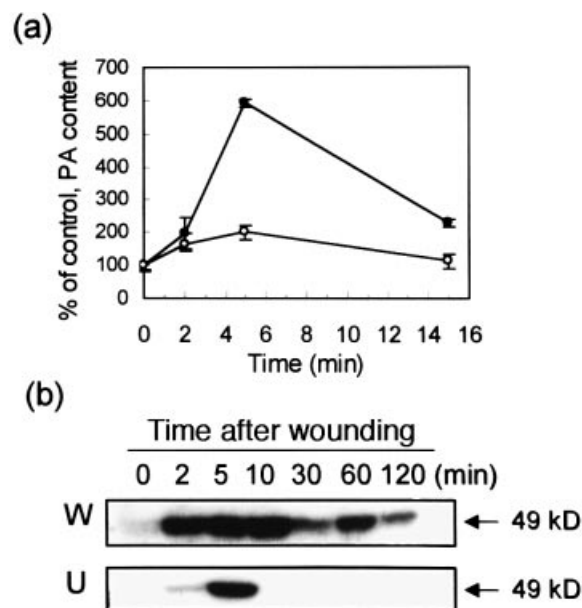 (a)
700
600
500
400
300
200
100
0
% of control, PA content
0 2 4 6 8 10 12 14 16
Time (min)
(b)
Time after wounding
0 2 5 10 30 60 120 (min)
W ← 49 kD
U ← 49 kD